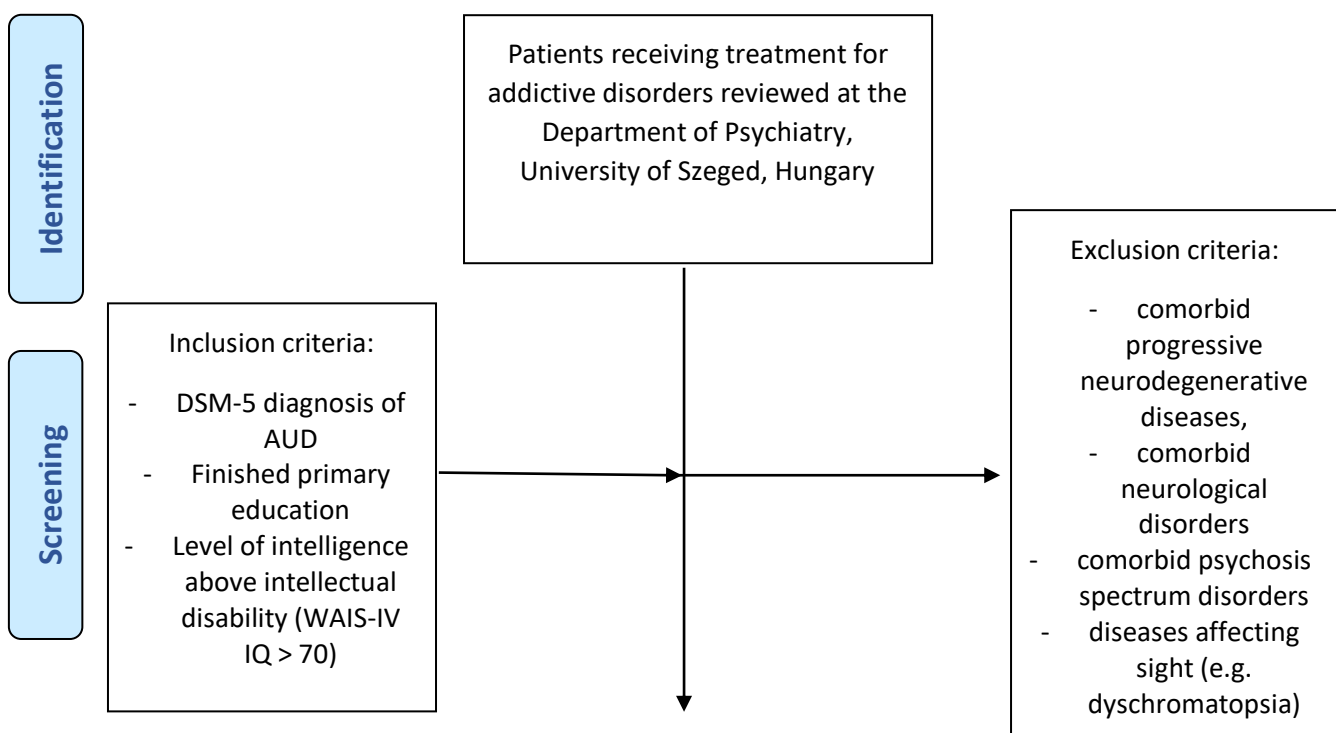 Identification
Patients receiving treatment for
addictive disorders reviewed at the
Department of Psychiatry,
University of Szeged, Hungary
Screening
Inclusion criteria:
- DSM-5 diagnosis of
AUD
- Finished primary
education
- Level of intelligence
above intellectual
disability (WAIS-IV
IQ > 70)
Exclusion criteria:
- comorbid
progressive
neurodegenerative
diseases,
- comorbid
neurological
disorders
- comorbid psychosis
spectrum disorders
- diseases affecting
sight (e.g.
dyschromatopsia)